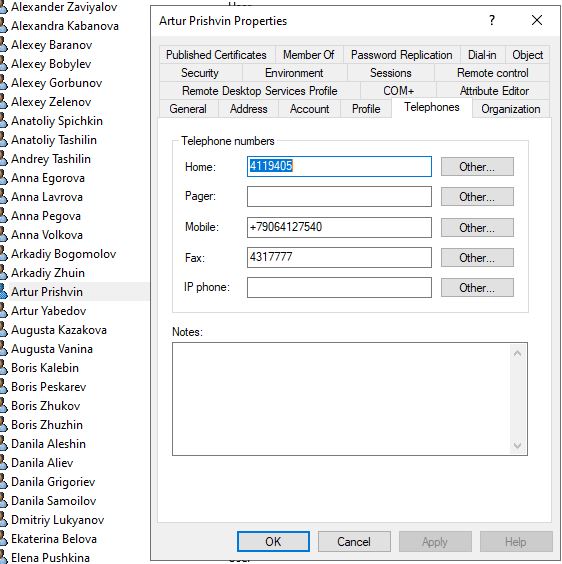 Alexander Zaviyalov
Alexandra Kabanova
Alexey Baranov
Alexey Bobylev
Alexey Gorbunov
Alexey Zelenov
Anatoliy Spichkin
Anatoliy Tashilin
Andrey Tashilin
Anna Egorova
Anna Lavrova
Anna Pegova
Anna Volkova
Arkadiy Bogomolov
Arkadiy Zhuin
Artur Prishvin
Artur Yabedov
Augusta Kazakova
Augusta Vanina
Boris Kalebin
Boris Peskarev
Boris Zhukov
Boris Zhuzhin
Danila Aleshin
Danila Aliev
Danila Grigoriev
Danila Samoilov
Dmitriy Lukyanov
Ekaterina Belova
Elena Pushkina
Artur Prishvin Properties
Published Certificates Member Of Password Replication Dial-in Object
Security Environment Sessions Remote control
Remote Desktop Services Profile COM+ Attribute Editor
General Address Account Profile Telephones Organization
Telephone numbers
Home: 4119405 Other...
Pager: Other...
Mobile: +79064127540 Other...
Fax: 4317777 Other...
IP phone: Other...
Notes:
OK Cancel Apply Help